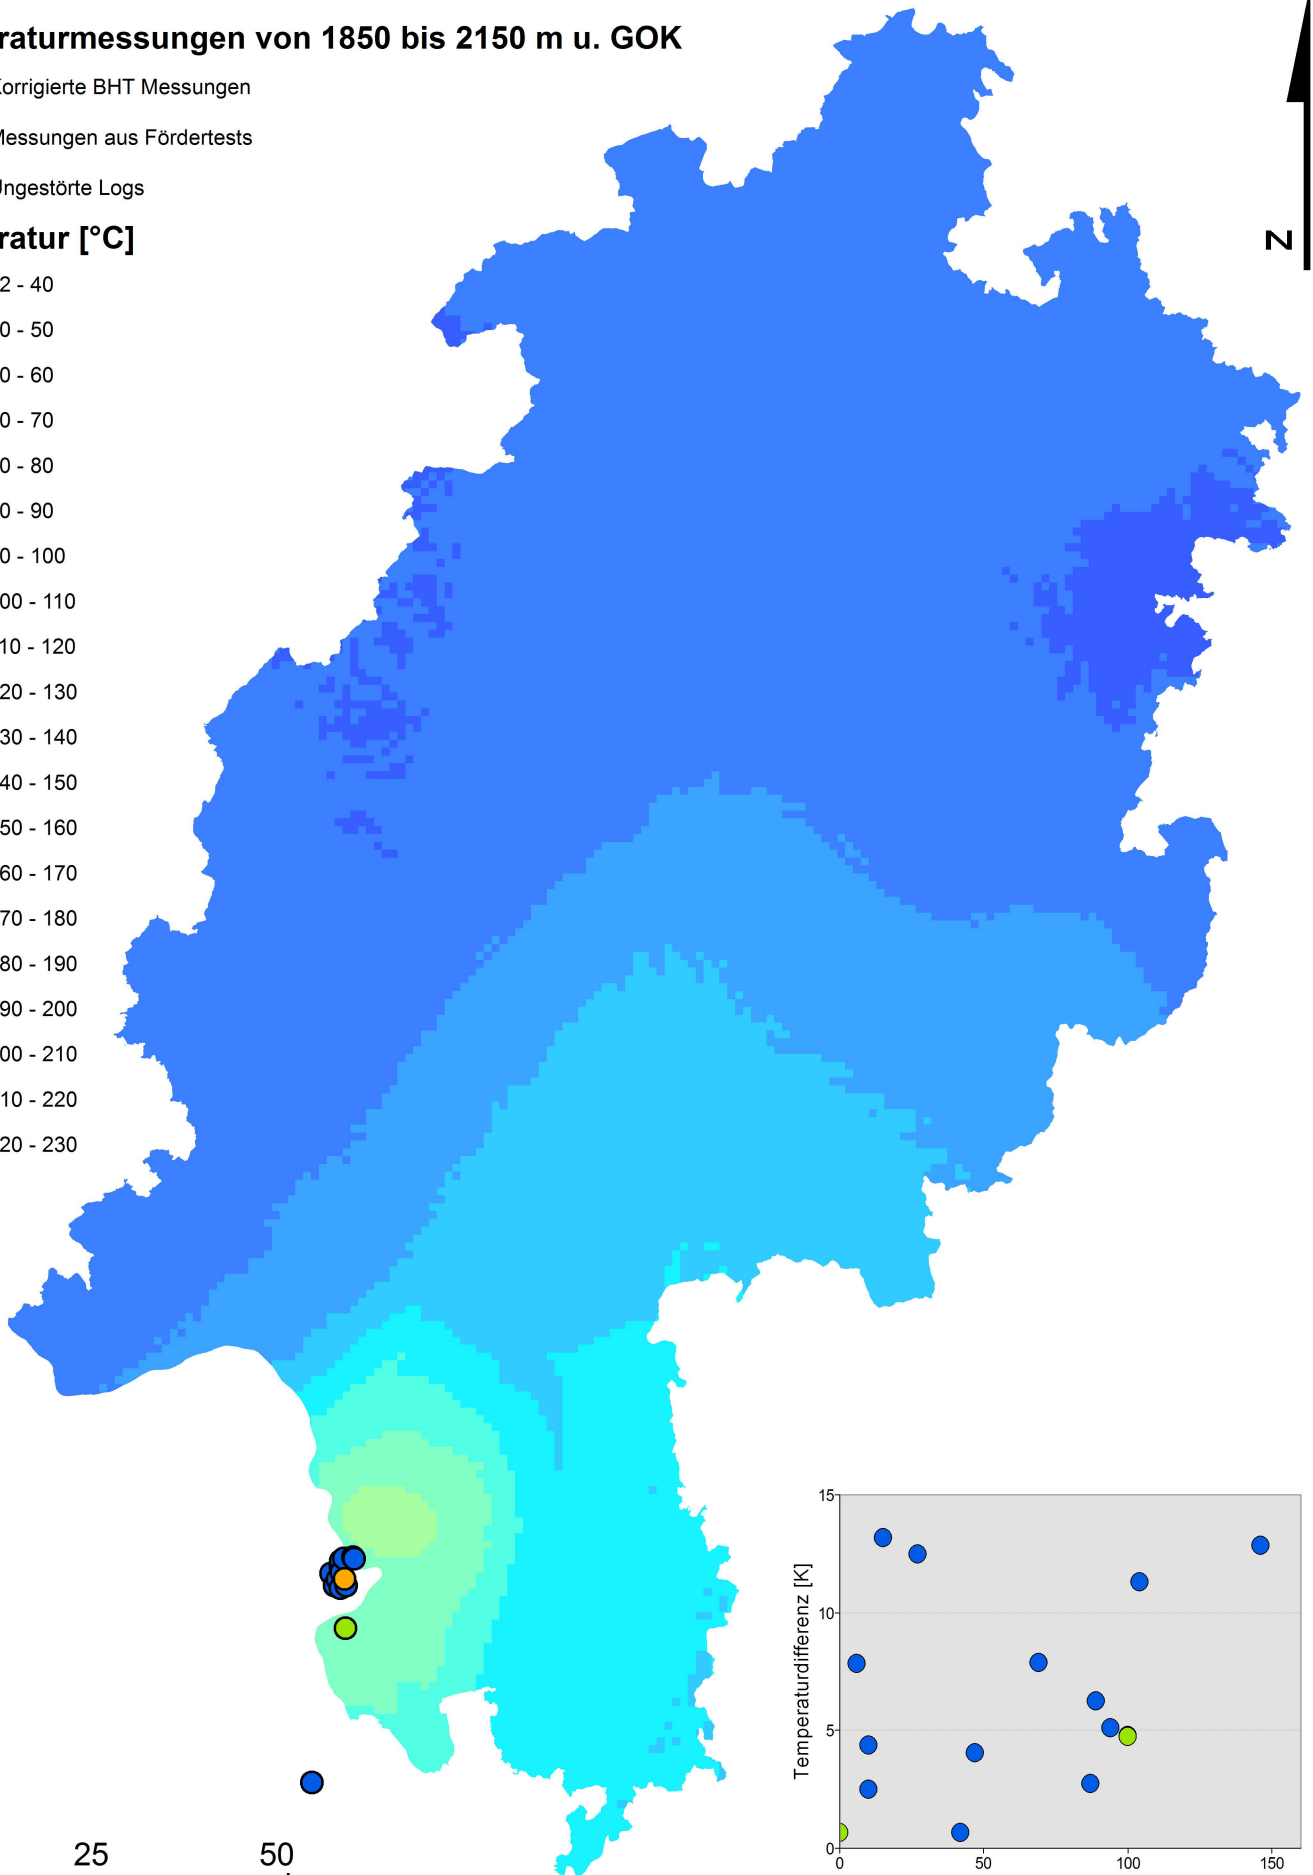 raturmessungen von 1850 bis 2150 m u. GOK
Korrigierte BHT Messungen
Messungen aus Fördertests
Ungestörte Logs
ratur [°C]
2 - 40
0 - 50
0 - 60
0 - 70
0 - 80
0 - 90
0 - 100
00 - 110
10 - 120
20 - 130
30 - 140
40 - 150
50 - 160
60 - 170
70 - 180
80 - 190
90 - 200
00 - 210
10 - 220
20 - 230
N
25 50
Temperaturdifferenz [K]
15
10
5
0
0 50 100 150